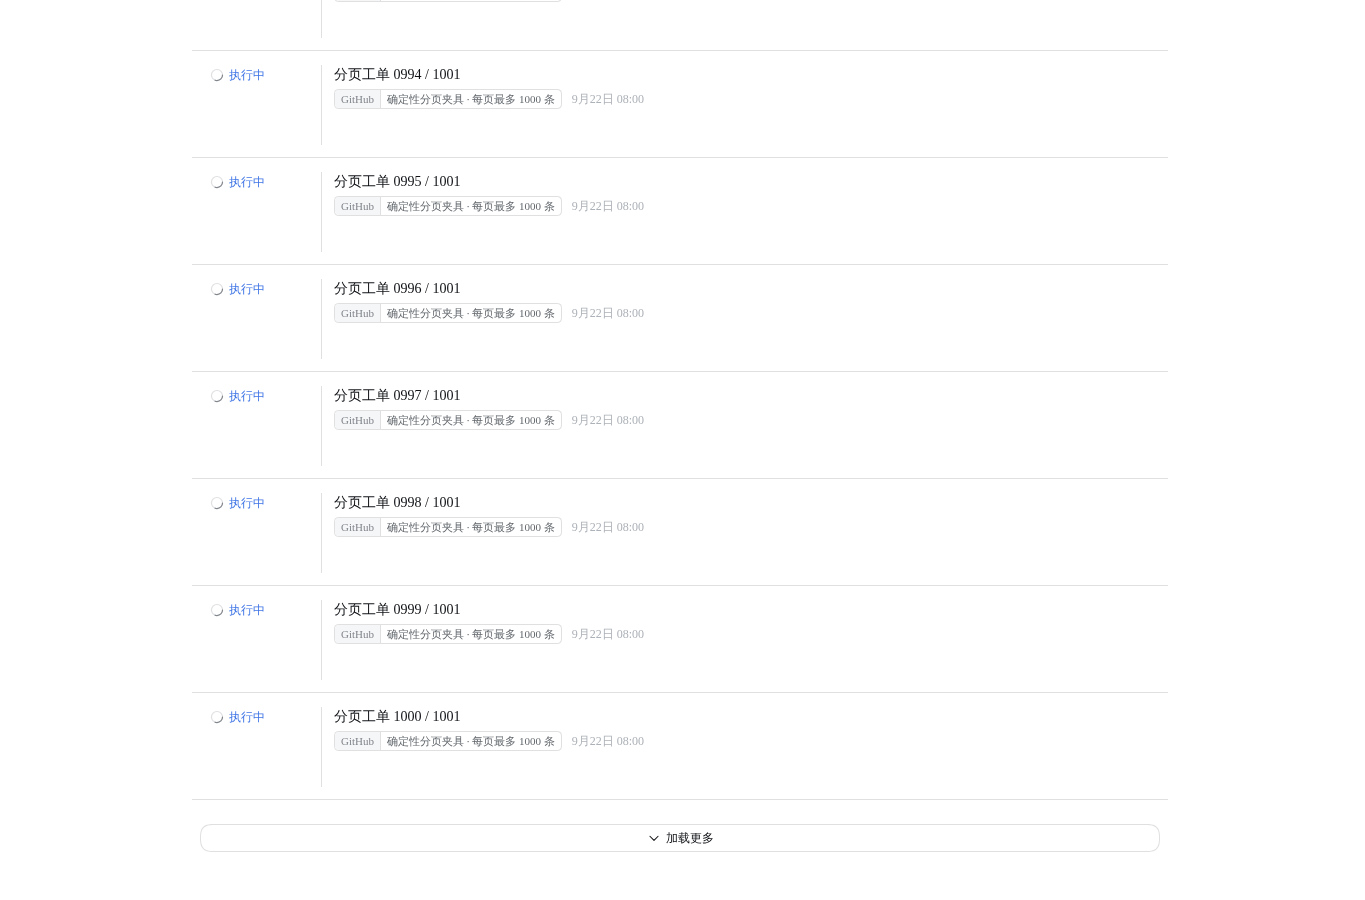 执行中
分页工单 0994 / 1001
GitHub 确定性分页夹具 · 每页最多 1000 条 9月22日 08:00
执行中
分页工单 0995 / 1001
GitHub 确定性分页夹具 · 每页最多 1000 条 9月22日 08:00
执行中
分页工单 0996 / 1001
GitHub 确定性分页夹具 · 每页最多 1000 条 9月22日 08:00
执行中
分页工单 0997 / 1001
GitHub 确定性分页夹具 · 每页最多 1000 条 9月22日 08:00
执行中
分页工单 0998 / 1001
GitHub 确定性分页夹具 · 每页最多 1000 条 9月22日 08:00
执行中
分页工单 0999 / 1001
GitHub 确定性分页夹具 · 每页最多 1000 条 9月22日 08:00
执行中
分页工单 1000 / 1001
GitHub 确定性分页夹具 · 每页最多 1000 条 9月22日 08:00
加载更多